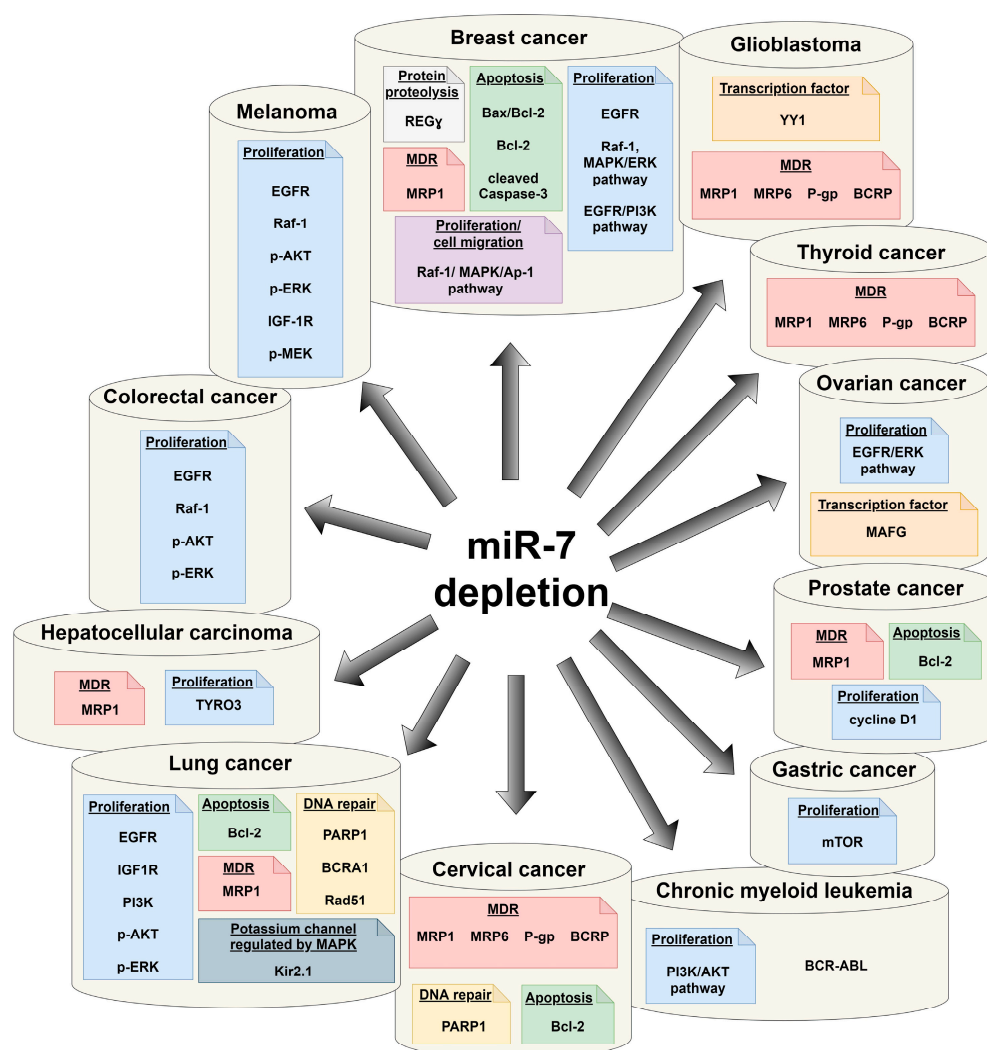 Breast cancer
Protein
proteolysis
REGɣ
MDR
MRP1
Apoptosis
Bax/Bcl-2
Bcl-2
cleaved
Caspase-3
Proliferation
EGFR
Raf-1,
MAPK/ERK
pathway
EGFR/PI3K
pathway
Proliferation/
cell migration
Raf-1/ MAPK/Ap-1
pathway
Glioblastoma
Transcription factor
YY1
MDR
MRP1 MRP6 P-gp BCRP
Thyroid cancer
MDR
MRP1 MRP6 P-gp BCRP
Ovarian cancer
Proliferation
EGFR/ERK
pathway
Transcription factor
MAFG
Prostate cancer
MDR
MRP1
Apoptosis
Bcl-2
Proliferation
cycline D1
Gastric cancer
Proliferation
mTOR
Chronic myeloid leukemia
Proliferation
PI3K/AKT
pathway
BCR-ABL
Cervical cancer
MDR
MRP1 MRP6 P-gp BCRP
DNA repair
PARP1
Apoptosis
Bcl-2
Lung cancer
Proliferation
EGFR
IGF1R
PI3K
p-AKT
p-ERK
Apoptosis
Bcl-2
MDR
MRP1
DNA repair
PARP1
BCRA1
Rad51
Potassium channel
regulated by MAPK
Kir2.1
Hepatocellular carcinoma
MDR
MRP1
Proliferation
TYRO3
Colorectal cancer
Proliferation
EGFR
Raf-1
p-AKT
p-ERK
Melanoma
Proliferation
EGFR
Raf-1
p-AKT
p-ERK
IGF-1R
p-MEK
miR-7
depletion